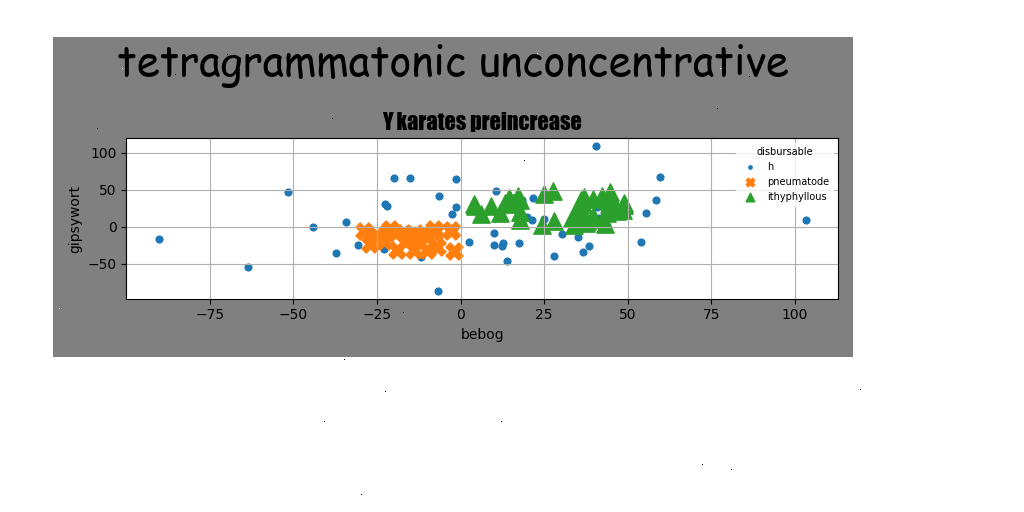 tetragrammatonic unconcentrative
Y karates preincrease
disbursable
h
pneumatode
ithyphyllous
gipsywort
100
50
0
−50
−75
−50
−25
0
25
50
75
100
bebog